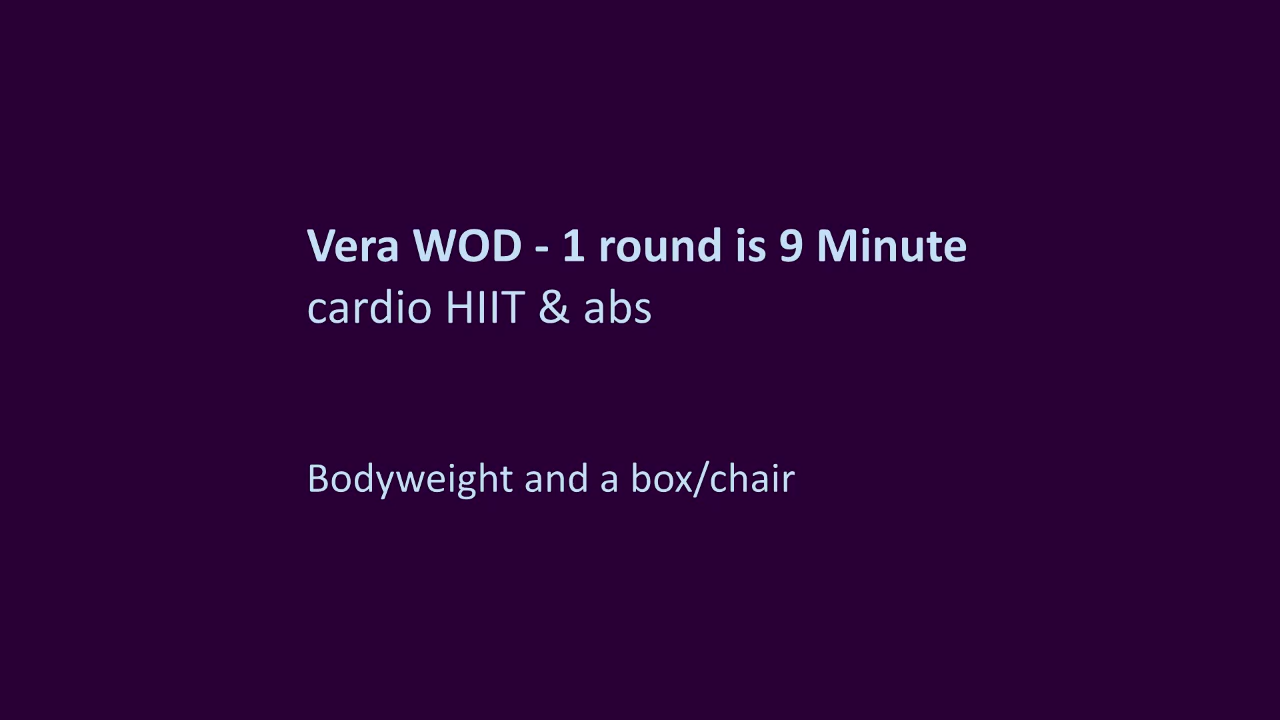 Vera WOD - 1 round is 9 Minute
cardio HIIT & abs
Bodyweight and a box/chair